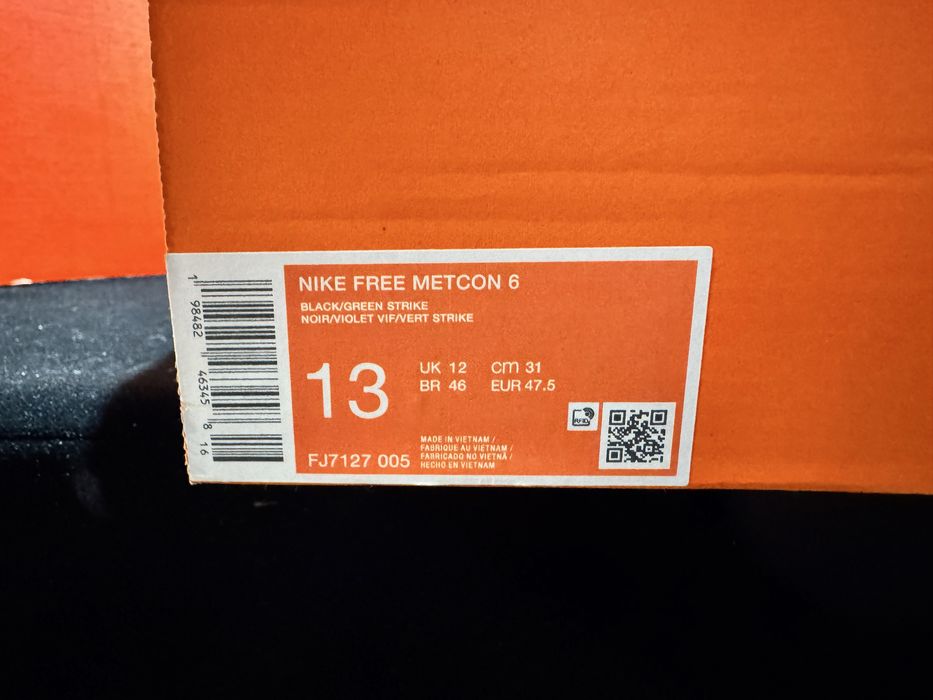 NIKE FREE METCON 6
BLACK/GREEN STRIKE
NOIR/VIOLET VIF/VERT STRIKE
13
UK 12 cm 31
BR 46 EUR 47.5
FJ7127 005
MADE IN VIETNAM /
FABRIQUE AU VIETNAM /
FABRICADO NO VIETNÃ /
HECHO EN VIETNAM
RFID
1 98482 46345 8 16